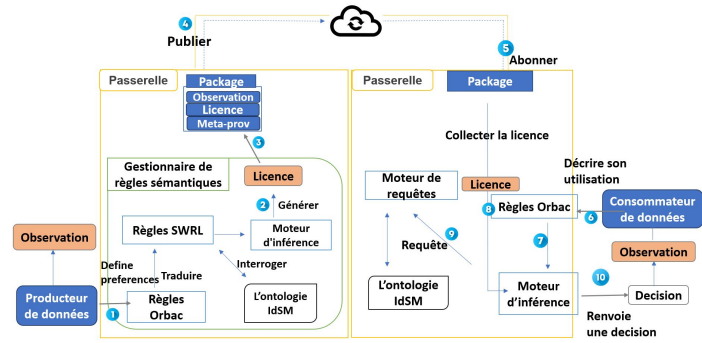 4
Publier
5
Abonner
Passerelle
Package
Observation
Licence
Meta-prov
3
Gestionnaire de
règles sémantiques
Licence
2
Générer
Règles SWRL
Moteur
d'inférence
Interroger
Observation
Define
preferences
Traduire
Producteur
de données
1
Règles
Orbac
L'ontologie
IdSM
Passerelle
Package
Collecter la licence
Moteur de
requêtes
Licence
8
Règles Orbac
Décrire son
utilisation
6
Consommateur
de données
Requête
9
7
Observation
L'ontologie
IdSM
Moteur
d'inférence
10
Decision
Renvoie
une decision